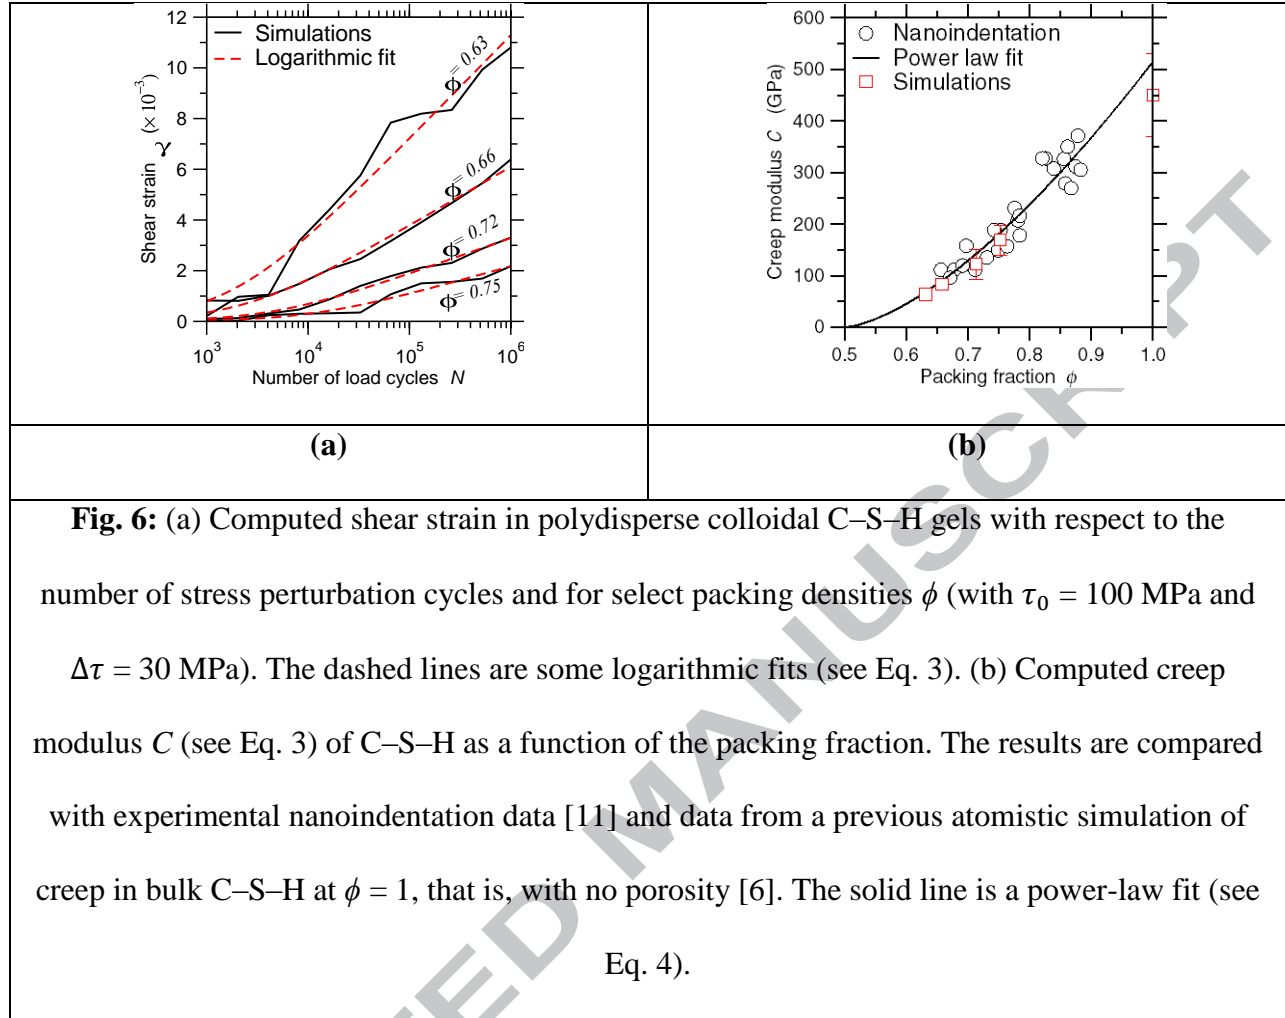 12
10
8
6
4
2
0
Shear strain γ (× 10⁻³)
Simulations
Logarithmic fit
ϕ = 0.63
ϕ = 0.66
ϕ = 0.72
ϕ = 0.75
10³ 10⁴ 10⁵ 10⁶
Number of load cycles N
600
500
400
300
200
100
0
Creep modulus C (GPa)
Nanoindentation
Power law fit
Simulations
0.5 0.6 0.7 0.8 0.9 1.0
Packing fraction ϕ
(a)
(b)
Fig. 6: (a) Computed shear strain in polydisperse colloidal C–S–H gels with respect to the
number of stress perturbation cycles and for select packing densities ϕ (with τ₀ = 100 MPa and
Δτ = 30 MPa). The dashed lines are some logarithmic fits (see Eq. 3). (b) Computed creep
modulus C (see Eq. 3) of C–S–H as a function of the packing fraction. The results are compared
with experimental nanoindentation data [11] and data from a previous atomistic simulation of
creep in bulk C–S–H at ϕ = 1, that is, with no porosity [6]. The solid line is a power-law fit (see
Eq. 4).
TED MANUSCRIPT